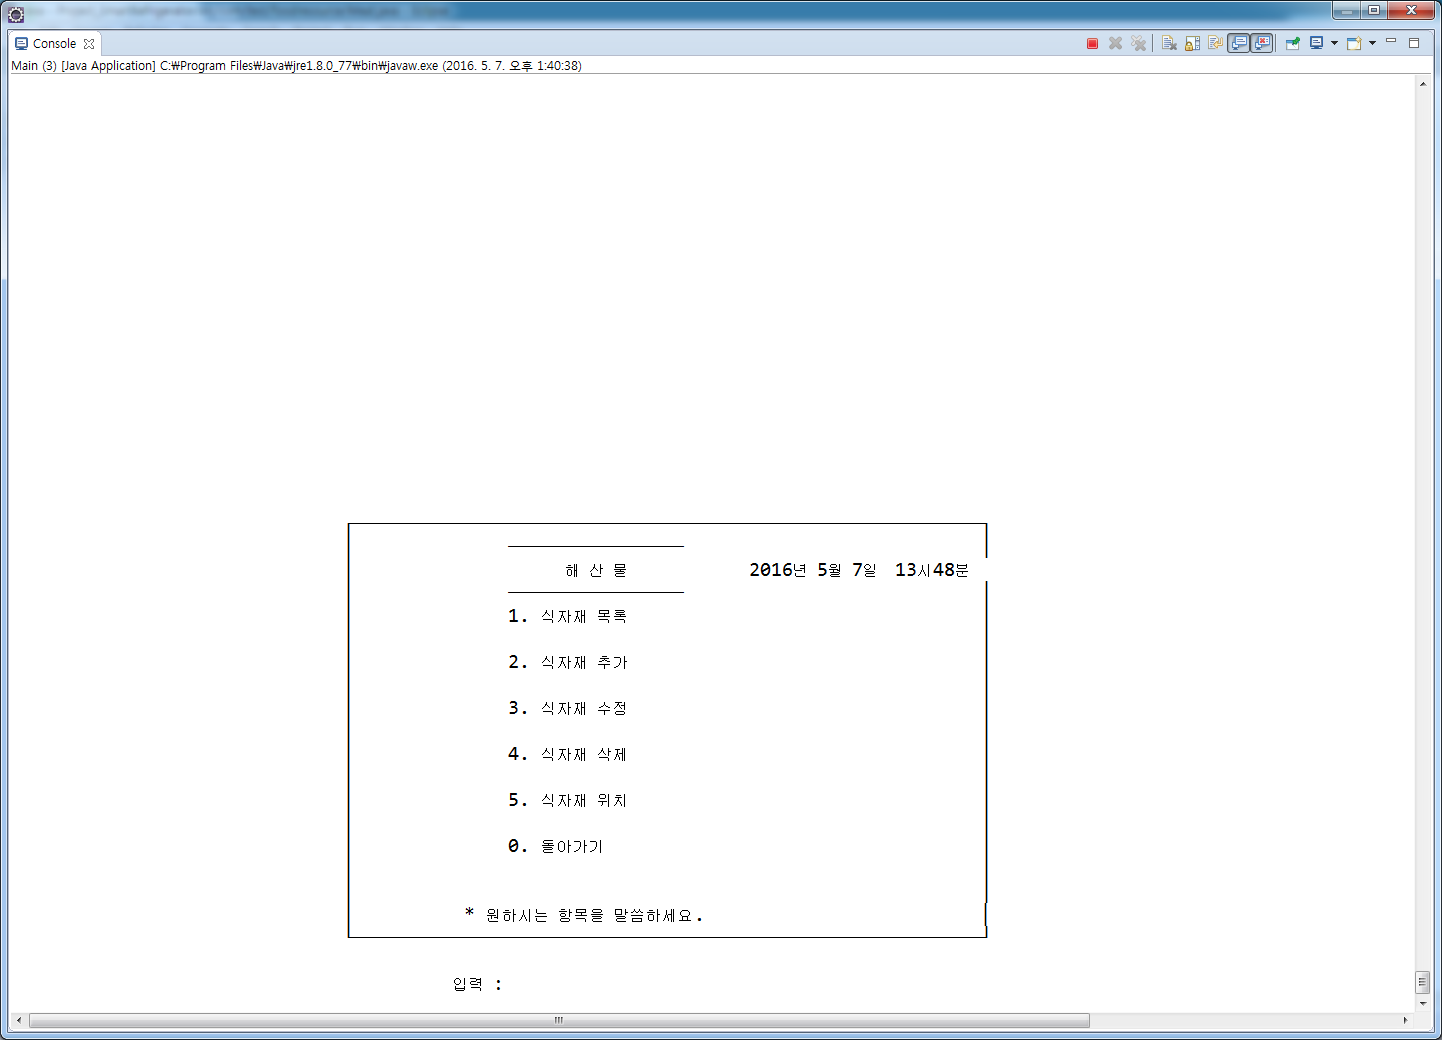 Console
Main (3) [Java Application] C:₩Program Files₩Java₩jre1.8.0_77₩bin₩javaw.exe (2016. 5. 7. 오후 1:40:38)
해 산 물 2016년 5월 7일 13시48분
1. 식자재 목록
2. 식자재 추가
3. 식자재 수정
4. 식자재 삭제
5. 식자재 위치
0. 돌아가기
* 원하시는 항목을 말씀하세요.
입력 :